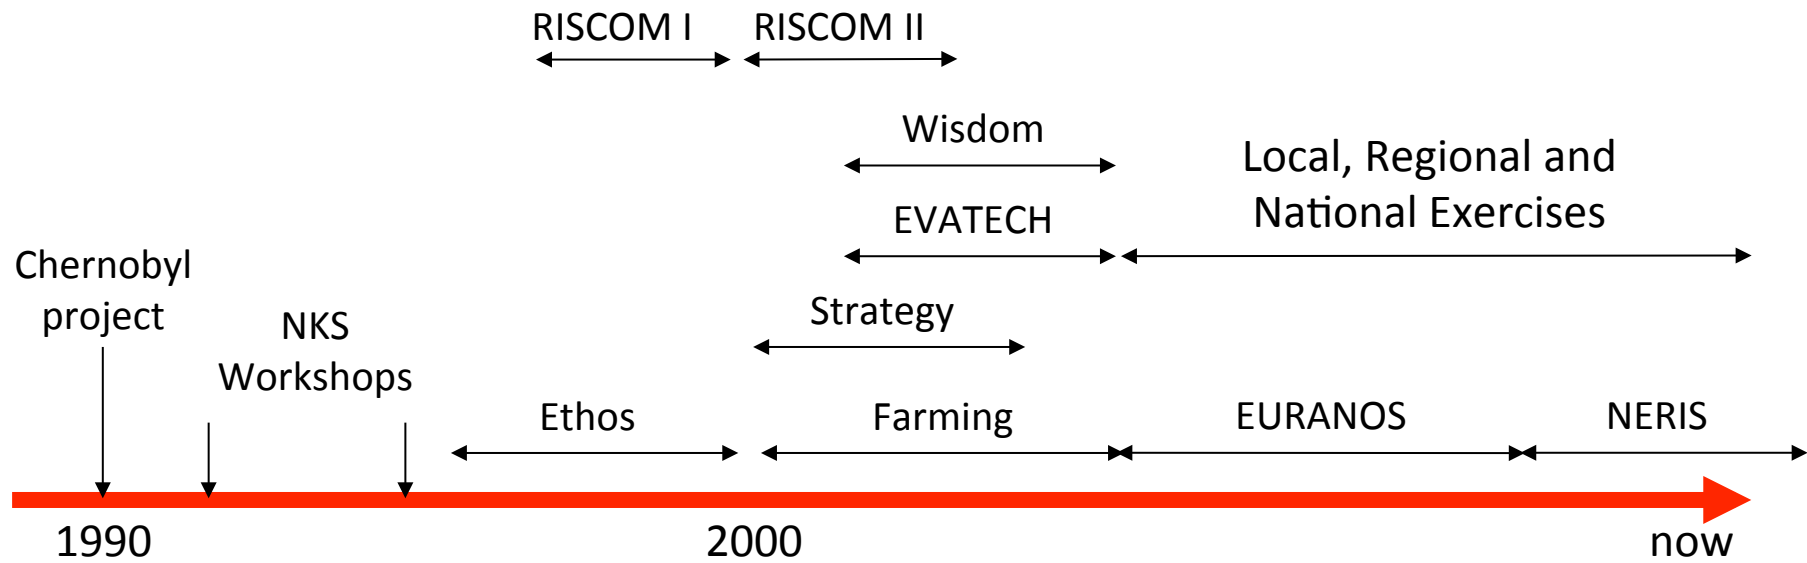 RISCOM I
RISCOM II
Wisdom
Local, Regional and
National Exercises
EVATECH
Chernobyl
project
NKS
Workshops
Strategy
Ethos
Farming
EURANOS
NERIS
1990
2000
now